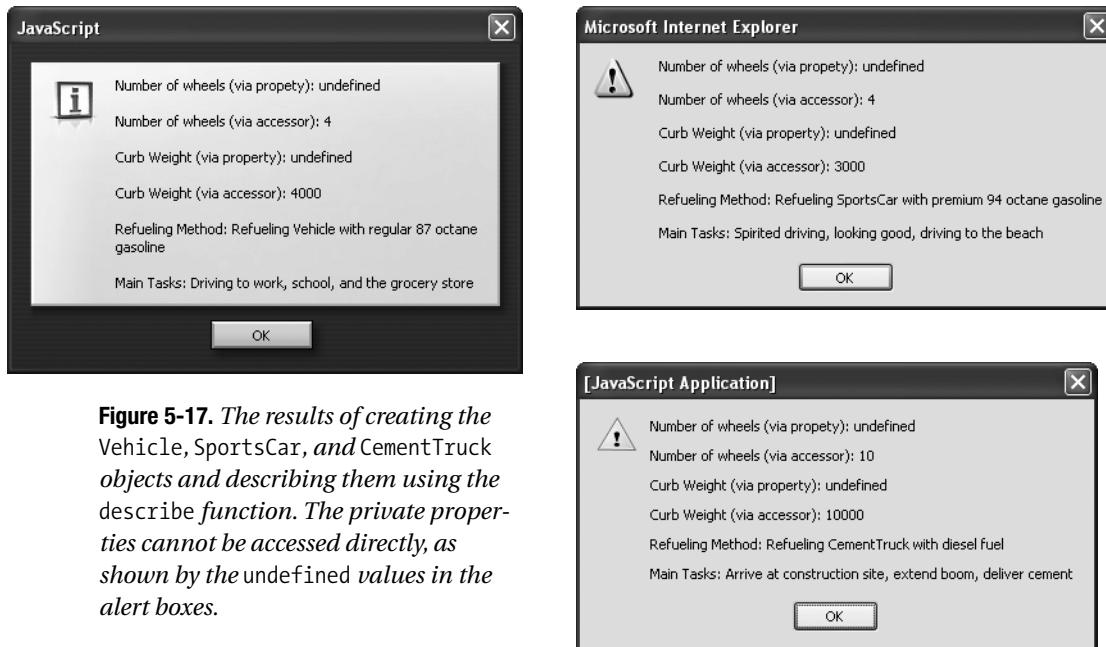 JavaScript
Number of wheels (via propety): undefined
Number of wheels (via accessor): 4
Curb Weight (via property): undefined
Curb Weight (via accessor): 4000
Refueling Method: Refueling Vehicle with regular 87 octane
gasoline
Main Tasks: Driving to work, school, and the grocery store
OK
Figure 5-17. The results of creating the
Vehicle, SportsCar, and CementTruck
objects and describing them using the
describe function. The private proper-
ties cannot be accessed directly, as
shown by the undefined values in the
alert boxes.
Microsoft Internet Explorer
Number of wheels (via propety): undefined
Number of wheels (via accessor): 4
Curb Weight (via property): undefined
Curb Weight (via accessor): 3000
Refueling Method: Refueling SportsCar with premium 94 octane gasoline
Main Tasks: Spirited driving, looking good, driving to the beach
OK
[JavaScript Application]
Number of wheels (via propety): undefined
Number of wheels (via accessor): 10
Curb Weight (via property): undefined
Curb Weight (via accessor): 10000
Refueling Method: Refueling CementTruck with diesel fuel
Main Tasks: Arrive at construction site, extend boom, deliver cement
OK